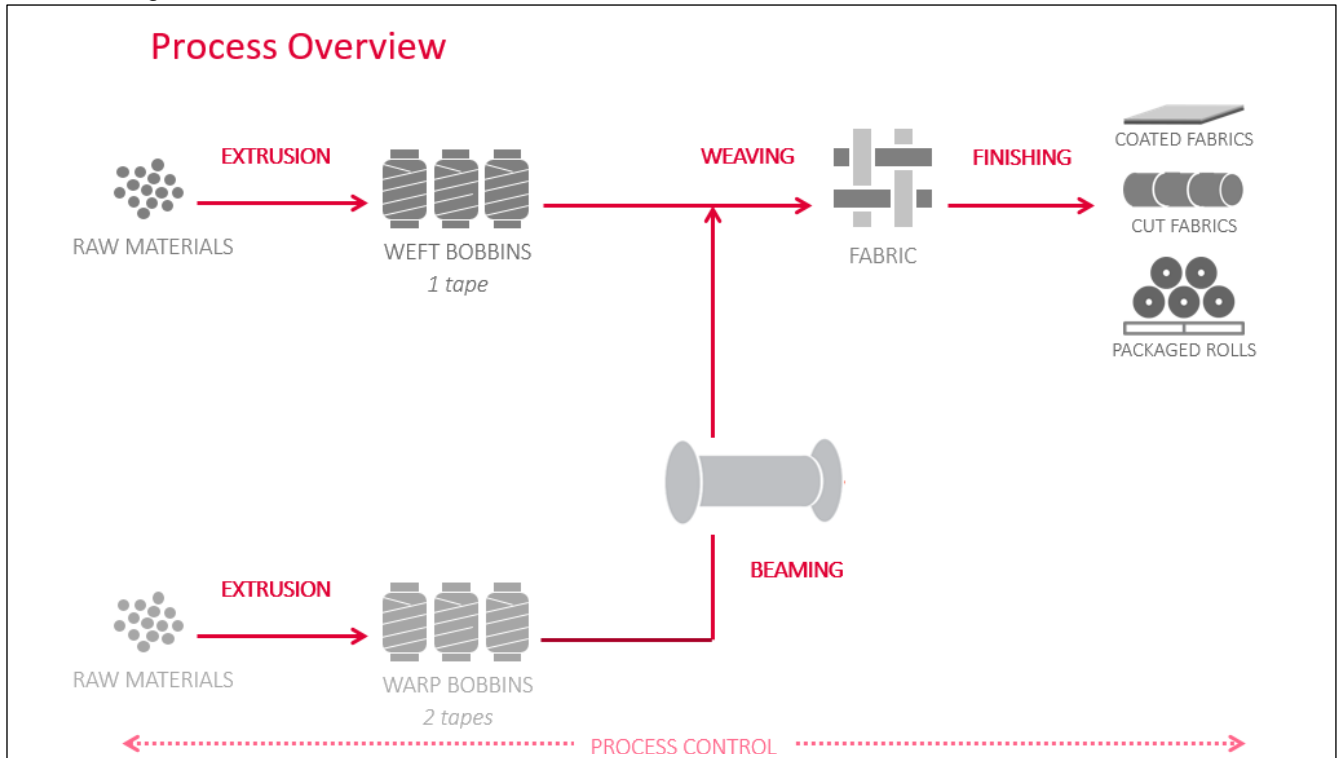 Process Overview
EXTRUSION
RAW MATERIALS
WEFT BOBBINS
1 tape
WEAVING
FABRIC
FINISHING
COATED FABRICS
CUT FABRICS
PACKAGED ROLLS
BEAMING
EXTRUSION
RAW MATERIALS
WARP BOBBINS
2 tapes
PROCESS CONTROL